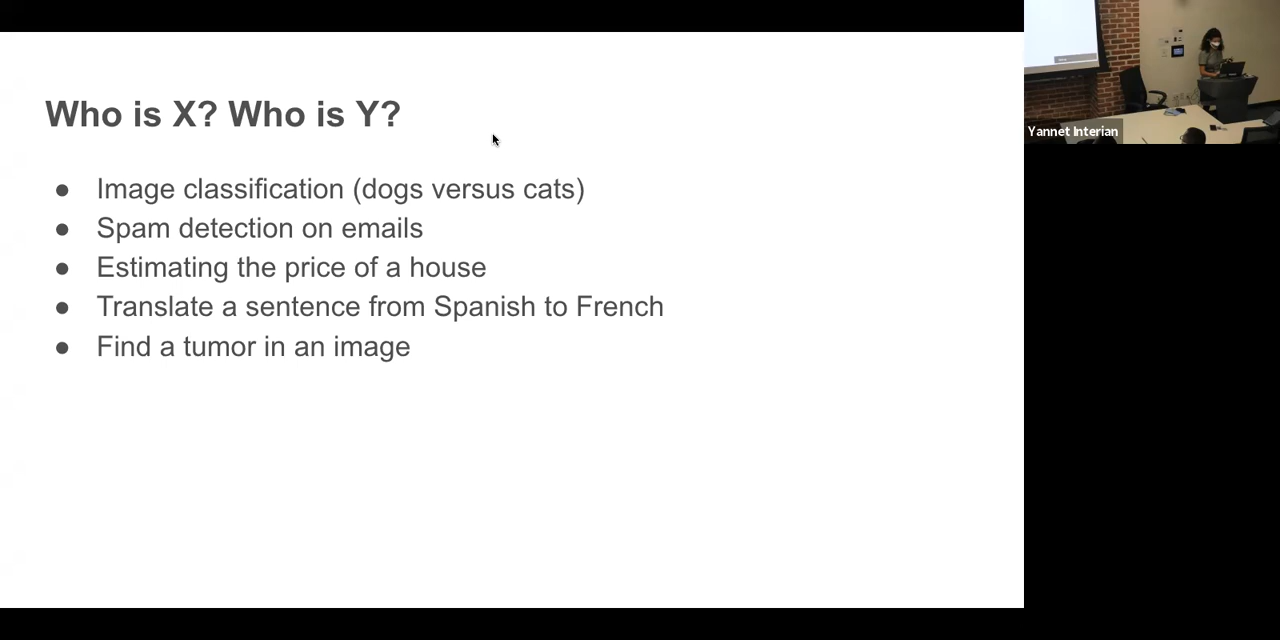 Who is X? Who is Y?
● Image classification (dogs versus cats)
● Spam detection on emails
● Estimating the price of a house
● Translate a sentence from Spanish to French
● Find a tumor in an image
Yannet Interian